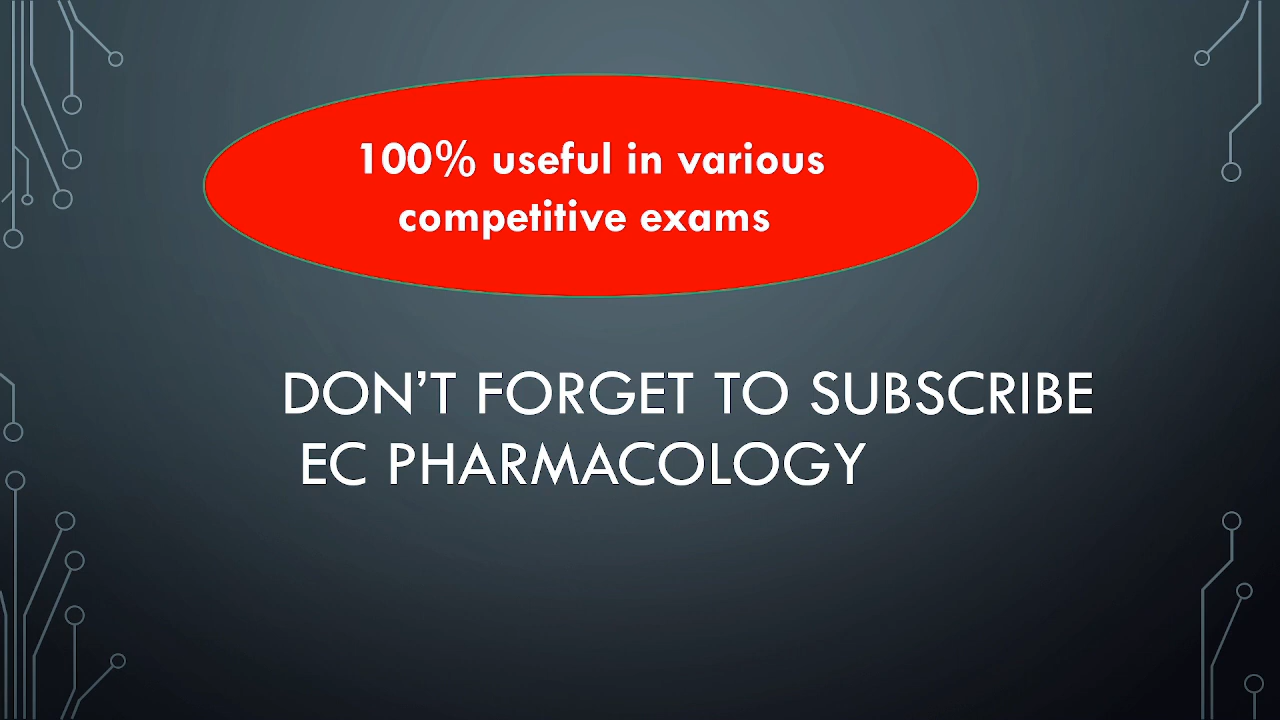 100% useful in various
competitive exams
DON’T FORGET TO SUBSCRIBE
EC PHARMACOLOGY